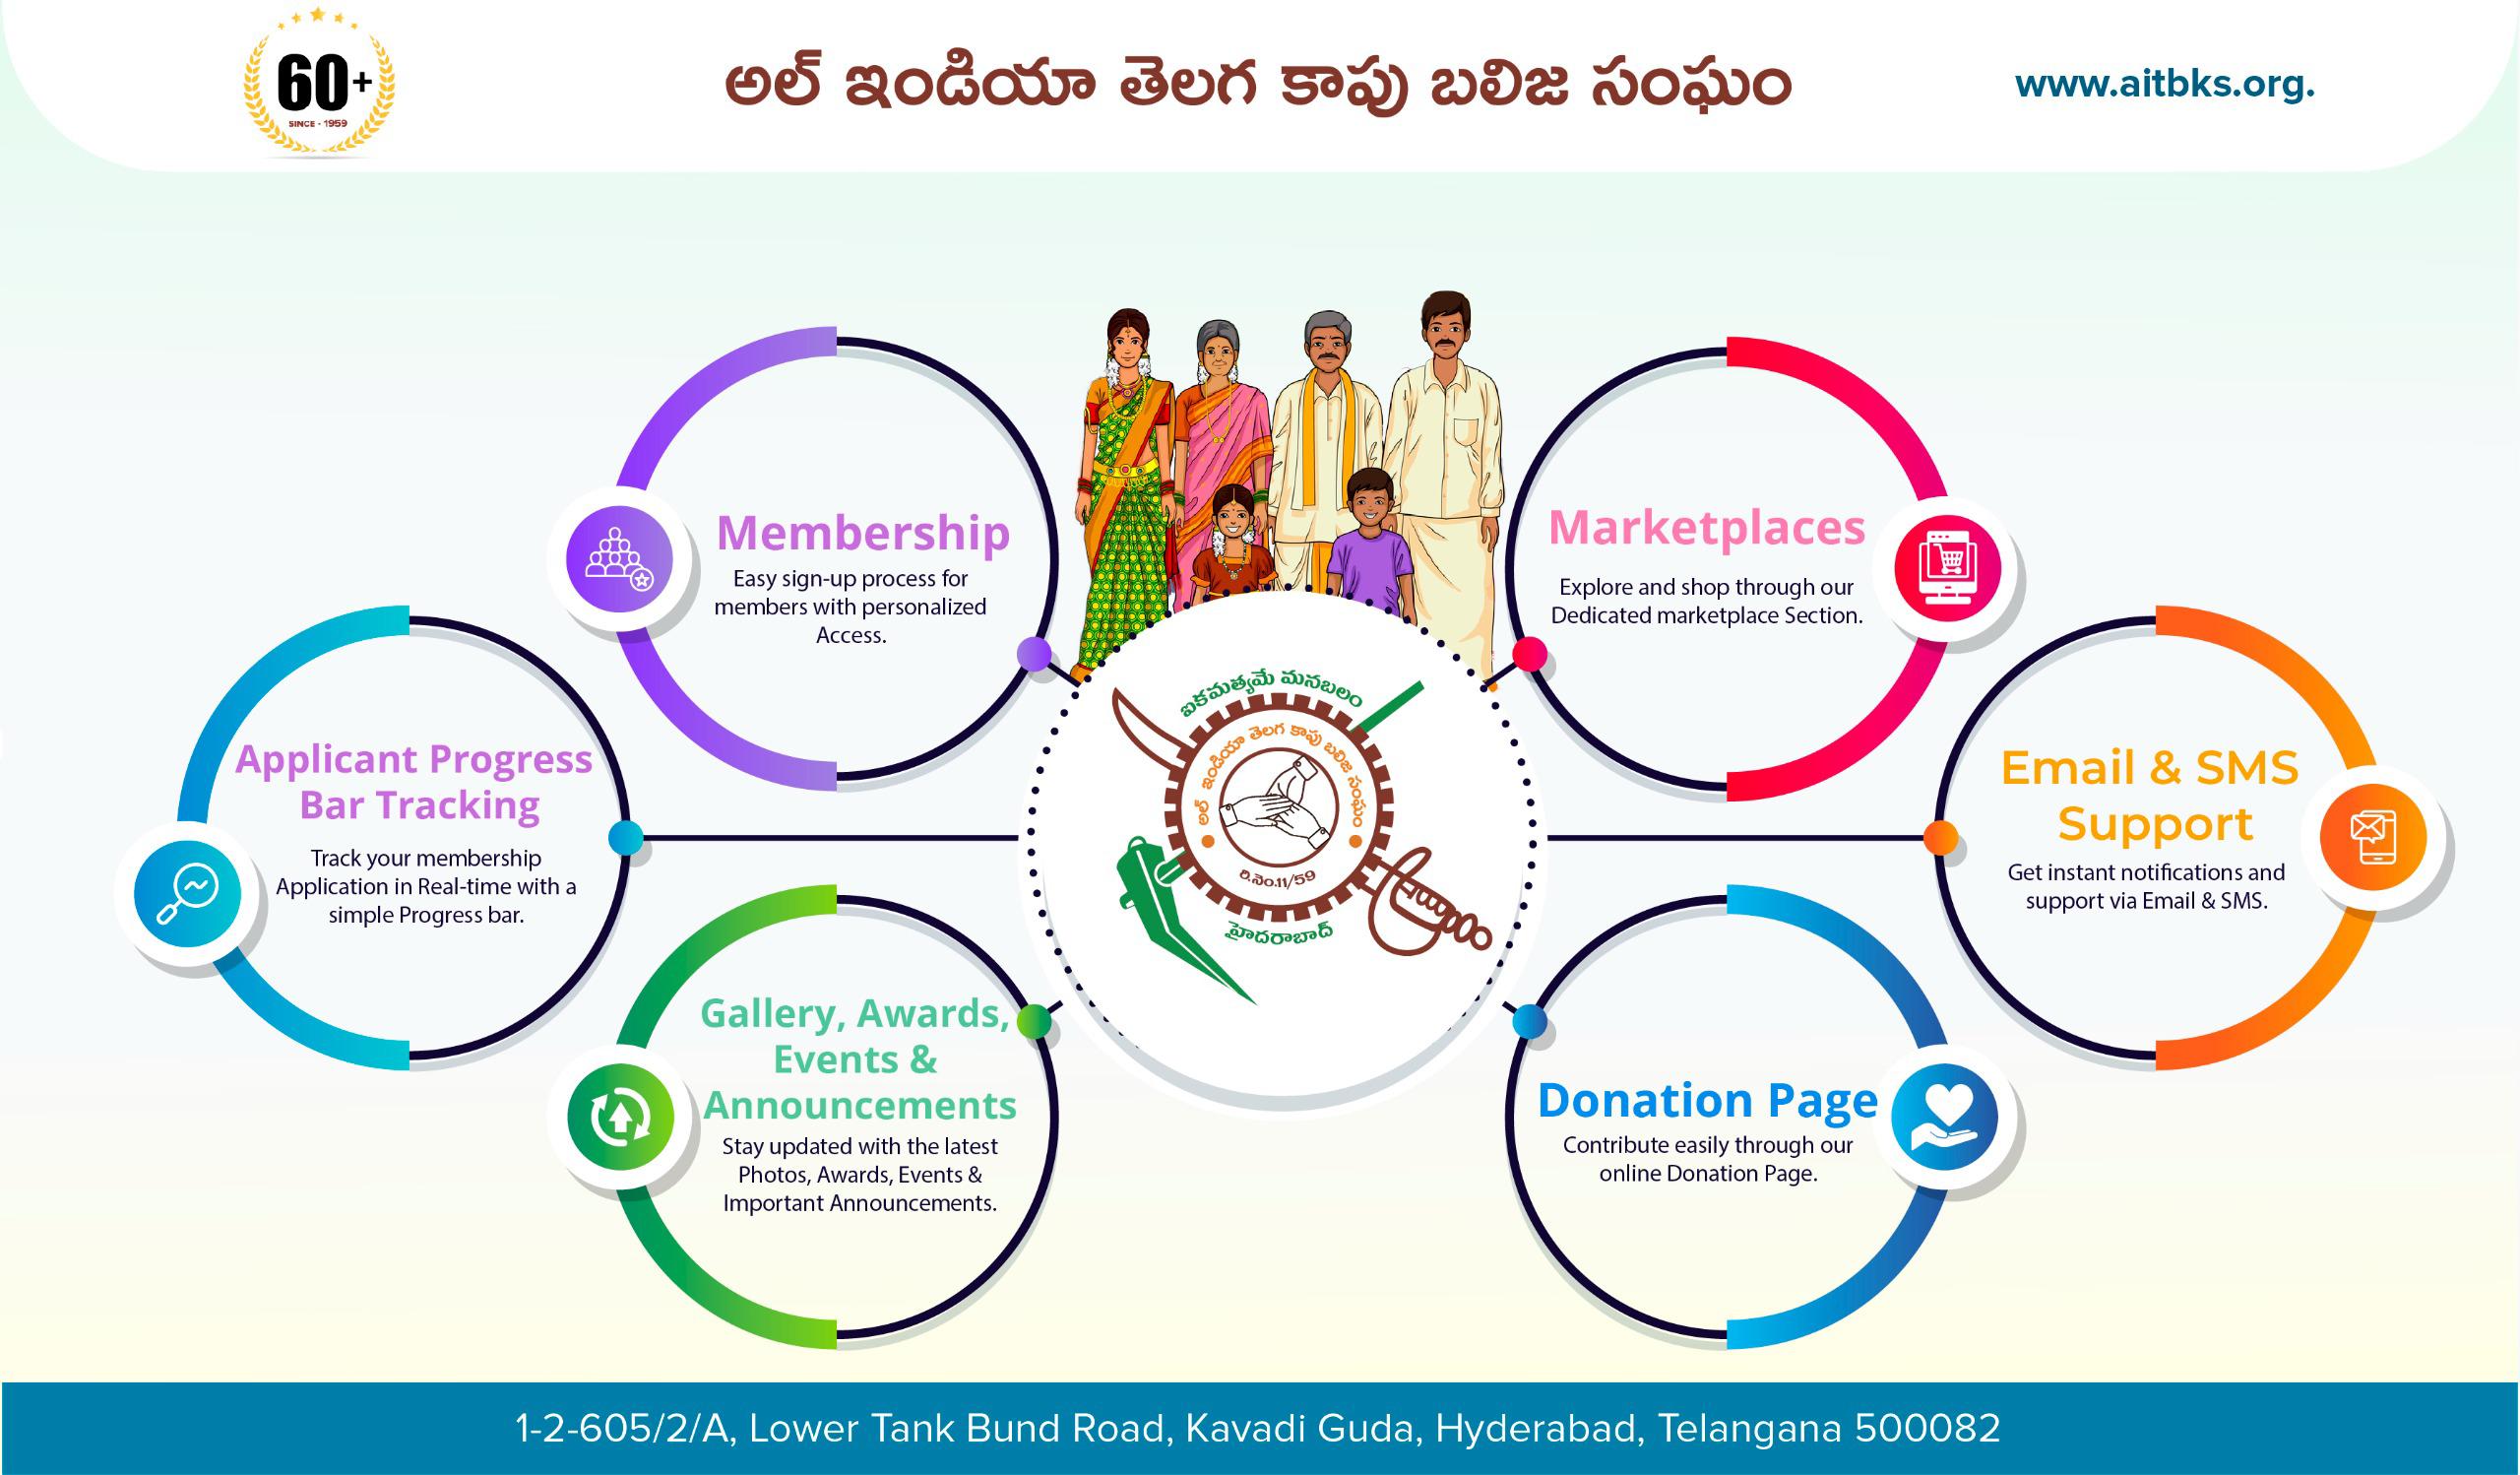 60+
SINCE - 1959
అల్ ఇండియా తెలగ కాపు బలిజ సంఘం
www.aitbks.org.
Membership
Easy sign-up process for
members with personalized
Access.
Marketplaces
Explore and shop through our
Dedicated marketplace Section.
Applicant Progress
Bar Tracking
Track your membership
Application in Real-time with a
simple Progress bar.
ఐకమత్యమే మనబలం
అల్ ఇండియా తెలగ కాపు బలిజ సంఘం
రి.నెం.11/59
హైదరాబాద్
Email & SMS
Support
Get instant notifications and
support via Email & SMS.
Gallery, Awards,
Events &
Announcements
Stay updated with the latest
Photos, Awards, Events &
Important Announcements.
Donation Page
Contribute easily through our
online Donation Page.
1-2-605/2/A, Lower Tank Bund Road, Kavadi Guda, Hyderabad, Telangana 500082